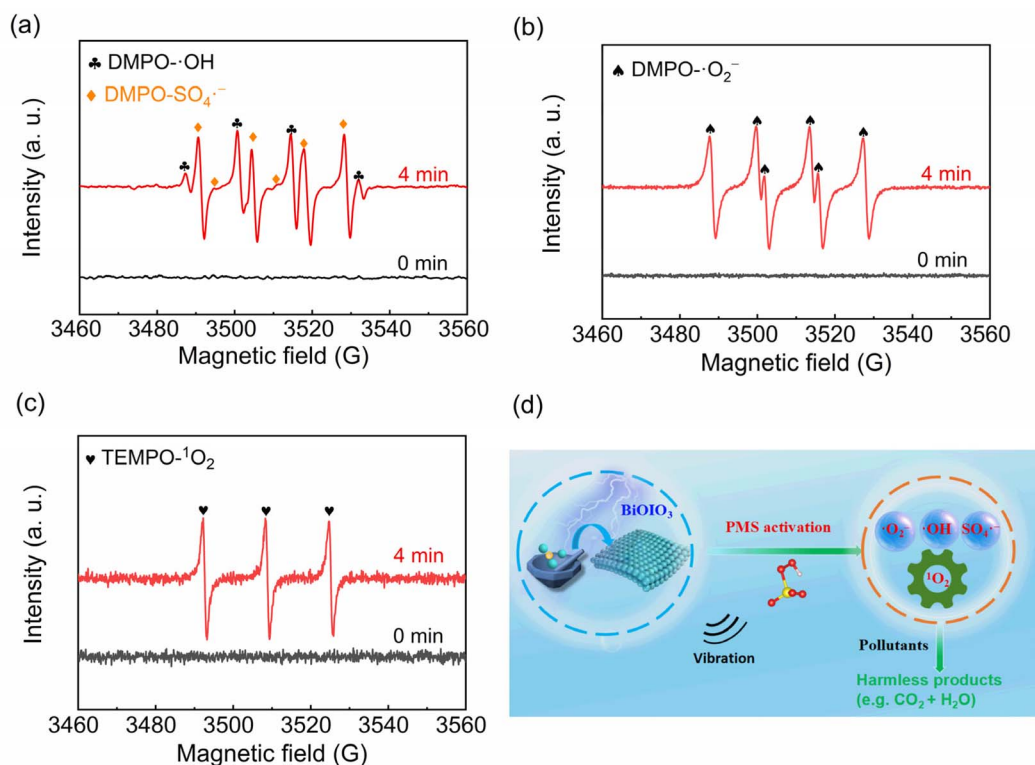 (a)
♣ DMPO-·OH
♦ DMPO-SO₄·⁻
4 min
0 min
Intensity (a. u.)
3460 3480 3500 3520 3540 3560
Magnetic field (G)
(b)
♠ DMPO-·O₂⁻
4 min
0 min
Intensity (a. u.)
3460 3480 3500 3520 3540 3560
Magnetic field (G)
(c)
♥ TEMPO-¹O₂
4 min
0 min
Intensity (a. u.)
3460 3480 3500 3520 3540 3560
Magnetic field (G)
(d)
BiOIO₃
PMS activation
Vibration
·O₂⁻ ·OH SO₄·⁻
¹O₂
Pollutants
Harmless products
(e.g. CO₂ + H₂O)